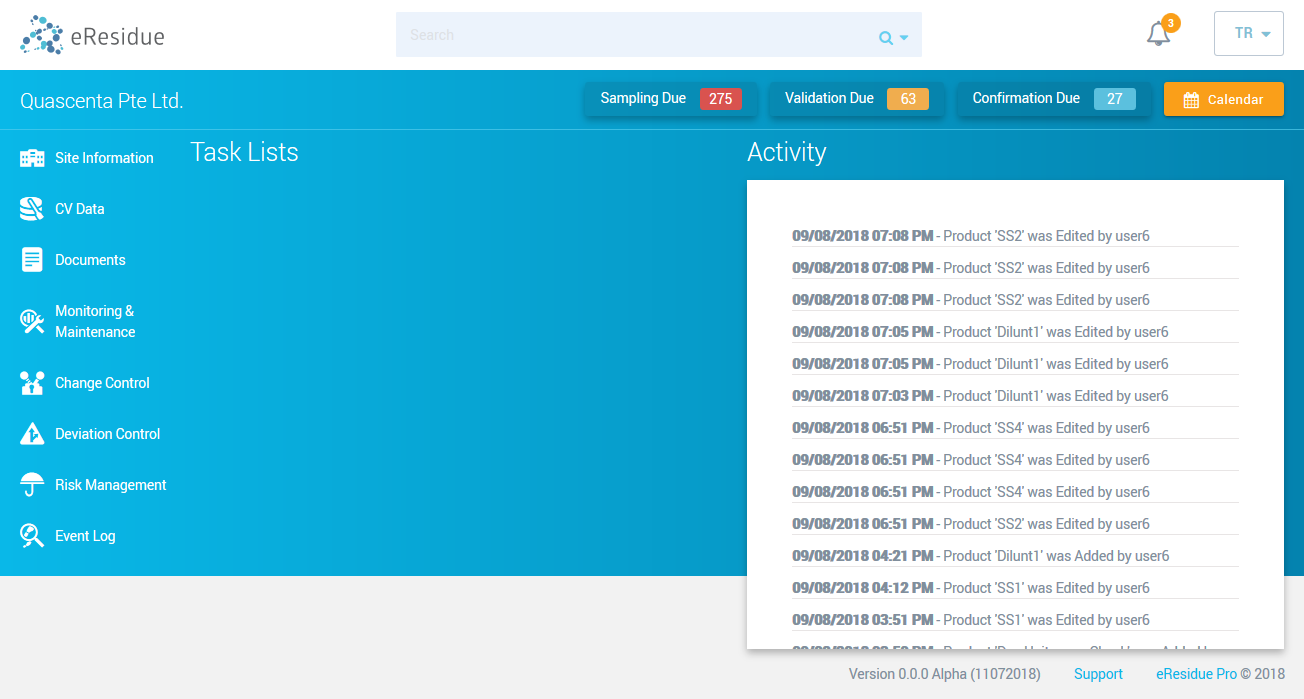 eResidue
Search
3
TR
Quascenta Pte Ltd.
Sampling Due 275
Validation Due 63
Confirmation Due 27
Calendar
Site Information
CV Data
Documents
Monitoring &
Maintenance
Change Control
Deviation Control
Risk Management
Event Log
Task Lists
Activity
09/08/2018 07:08 PM - Product 'SS2' was Edited by user6
09/08/2018 07:08 PM - Product 'SS2' was Edited by user6
09/08/2018 07:08 PM - Product 'SS2' was Edited by user6
09/08/2018 07:05 PM - Product 'Dilunt1' was Edited by user6
09/08/2018 07:05 PM - Product 'Dilunt1' was Edited by user6
09/08/2018 07:03 PM - Product 'Dilunt1' was Edited by user6
09/08/2018 06:51 PM - Product 'SS4' was Edited by user6
09/08/2018 06:51 PM - Product 'SS4' was Edited by user6
09/08/2018 06:51 PM - Product 'SS4' was Edited by user6
09/08/2018 06:51 PM - Product 'SS2' was Edited by user6
09/08/2018 04:21 PM - Product 'Dilunt1' was Added by user6
09/08/2018 04:12 PM - Product 'SS1' was Edited by user6
09/08/2018 03:51 PM - Product 'SS1' was Edited by user6
Version 0.0.0 Alpha (11072018)
Support
eResidue Pro © 2018